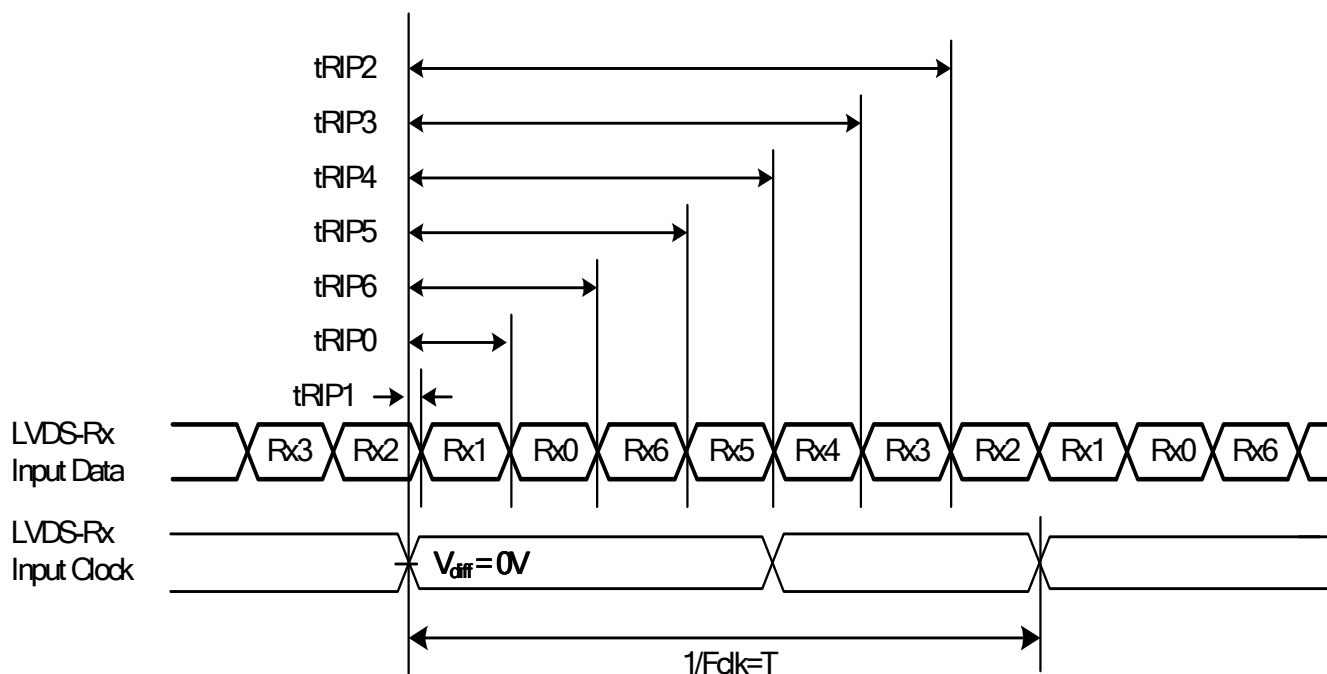 tRIP2
tRIP3
tRIP4
tRIP5
tRIP6
tRIP0
tRIP1
LVDS-Rx
Input Data
Rx3 Rx2 Rx1 Rx0 Rx6 Rx5 Rx4 Rx3 Rx2 Rx1 Rx0 Rx6
LVDS-Rx
Input Clock
Vdiff = 0V
1/Fclk=T